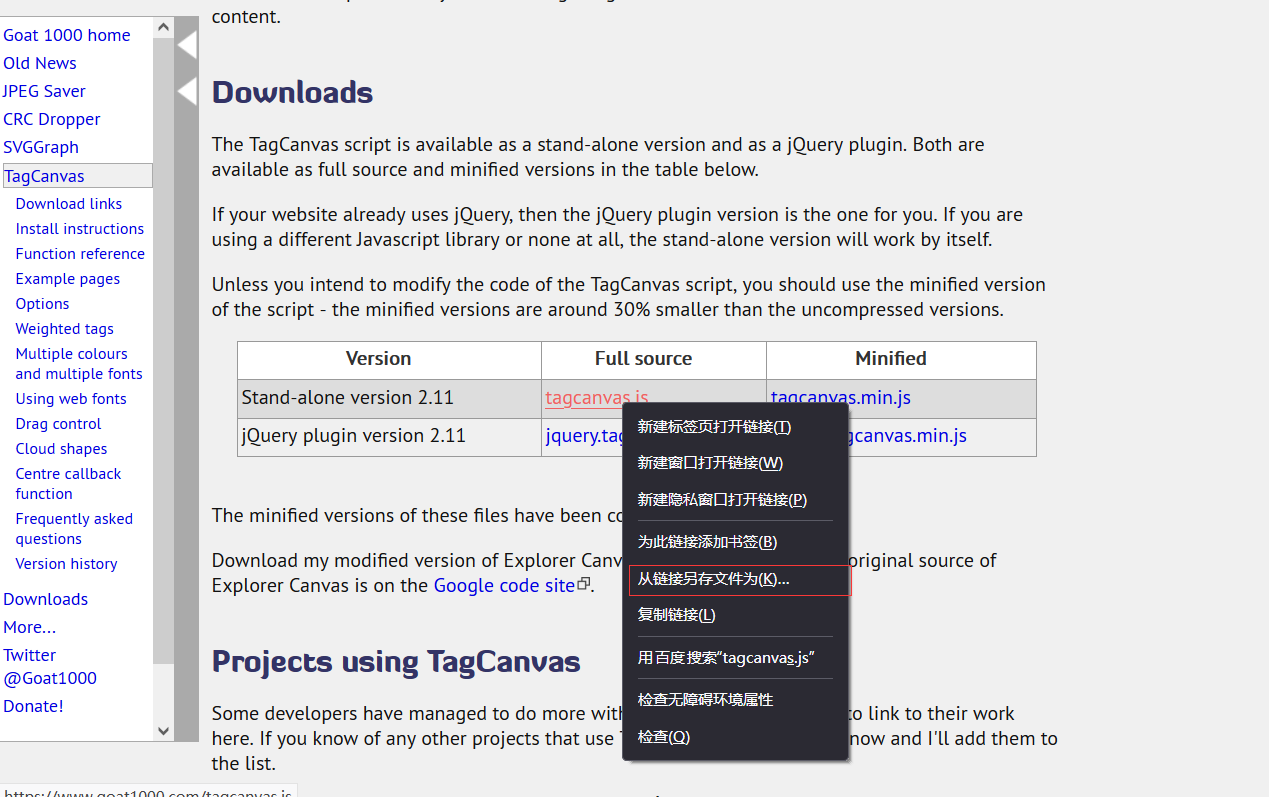 content.
Goat 1000 home
Old News
JPEG Saver
CRC Dropper
SVGGraph
TagCanvas
Download links
Install instructions
Function reference
Example pages
Options
Weighted tags
Multiple colours
and multiple fonts
Using web fonts
Drag control
Cloud shapes
Centre callback
function
Frequently asked
questions
Version history
Downloads
More...
Twitter
@Goat1000
Donate!
Downloads
The TagCanvas script is available as a stand-alone version and as a jQuery plugin. Both are
available as full source and minified versions in the table below.
If your website already uses jQuery, then the jQuery plugin version is the one for you. If you are
using a different Javascript library or none at all, the stand-alone version will work by itself.
Unless you intend to modify the code of the TagCanvas script, you should use the minified version
of the script - the minified versions are around 30% smaller than the uncompressed versions.
Version Full source Minified
Stand-alone version 2.11 tagcanvas.js tagcanvas.min.js
jQuery plugin version 2.11 jquery.tag gcanvas.min.js
The minified versions of these files have been co
Download my modified version of Explorer Canv original source of
Explorer Canvas is on the Google code site.
Projects using TagCanvas
Some developers have managed to do more with to link to their work
here. If you know of any other projects that use now and I'll add them to
the list.
新建标签页打开链接(T)
新建窗口打开链接(W)
新建隐私窗口打开链接(P)
为此链接添加书签(B)
从链接另存文件为(K)...
复制链接(L)
用百度搜索“tagcanvas.js”
检查无障碍环境属性
检查(Q)
https://www.goat1000.com/tagcanvas.js